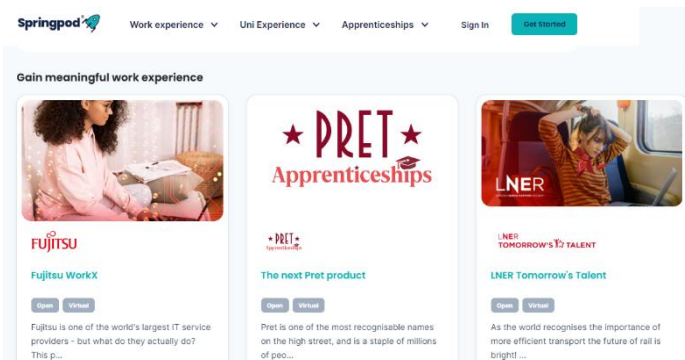 Springpod
Work experience
Uni Experience
Apprenticeships
Sign In
Get Started
Gain meaningful work experience
LNER
FUJITSU
Fujitsu WorkX
Open
Virtual
Fujitsu is one of the world's largest IT service
providers - but what do they actually do?
This p...
PRET
Apprenticeships
PRET
Apprenticeships
The next Pret product
Open
Virtual
Pret is one of the most recognisable names
on the high street, and is a staple of millions
of peo...
LNER
TOMORROW'S TALENT
LNER Tomorrow's Talent
Open
Virtual
As the world recognises the importance of
more efficient transport the future of rail is
bright! ...